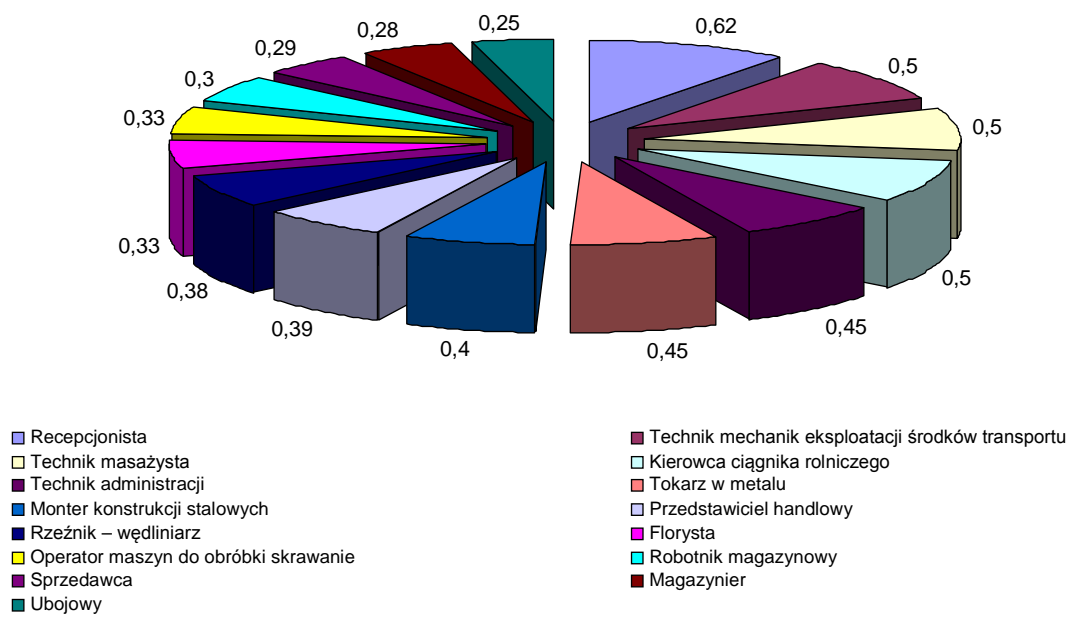 0,25
0,62
0,28
0,29
0,5
0,3
0,33
0,5
0,33
0,5
0,38
0,39
0,45
0,4
0,45
Recepcjonista
Technik mechanik eksploatacji środków transportu
Technik masażysta
Kierowca ciągnika rolniczego
Technik administracji
Tokarz w metalu
Monter konstrukcji stalowych
Przedstawiciel handlowy
Rzeźnik – wędliniarz
Florysta
Operator maszyn do obróbki skrawanie
Robotnik magazynowy
Sprzedawca
Magazynier
Ubojowy